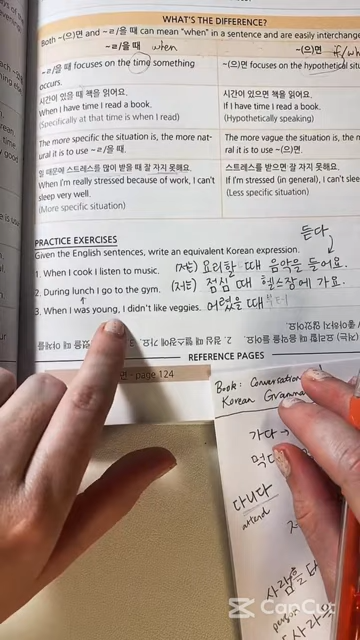 WHAT'S THE DIFFERENCE?
Both -(으)면 and -ㄹ/을 때 can mean "when" in a sentence and are easily interchange
-ㄹ/을 때 when
-(으)면
-ㄹ/을 때 focuses on the time something occurs.
-(으)면 focuses on the hypothetical
시간이 있을 때 책을 읽어요.
When I have time I read a book.
(Specifically at that time is when I read)
시간이 있으면 책을 읽어요.
If I have time I read a book.
(Hypothetically speaking)
The more specific the situation is, the more nat-
ural it is to use -ㄹ/을 때.
The more vague the situation is, the
ral it is to use -(으)면.
일 때문에 스트레스를 많이 받을 때 잘 자지 못해요.
When I'm really stressed because of work, I can't
sleep very well.
(More specific situation)
스트레스를 받으면 잘 자지 못해요.
If I'm stressed (in general), I can't
(Less specific situation)
듣다
PRACTICE EXERCISES
Given the English sentences, write an equivalent Korean expression.
1. When I cook I listen to music. (저는) 요리할 때 음악을 들어요.
2. During lunch I go to the gym. (저는) 점심 때 헬스장에 가요.
3. When I was young, I didn't like veggies. 어렸을 때부터
REFERENCE PAGES
page 124
Book: Conversation
Korean Gramma
가다 →
먹다
다니다
attend
person
CapCut